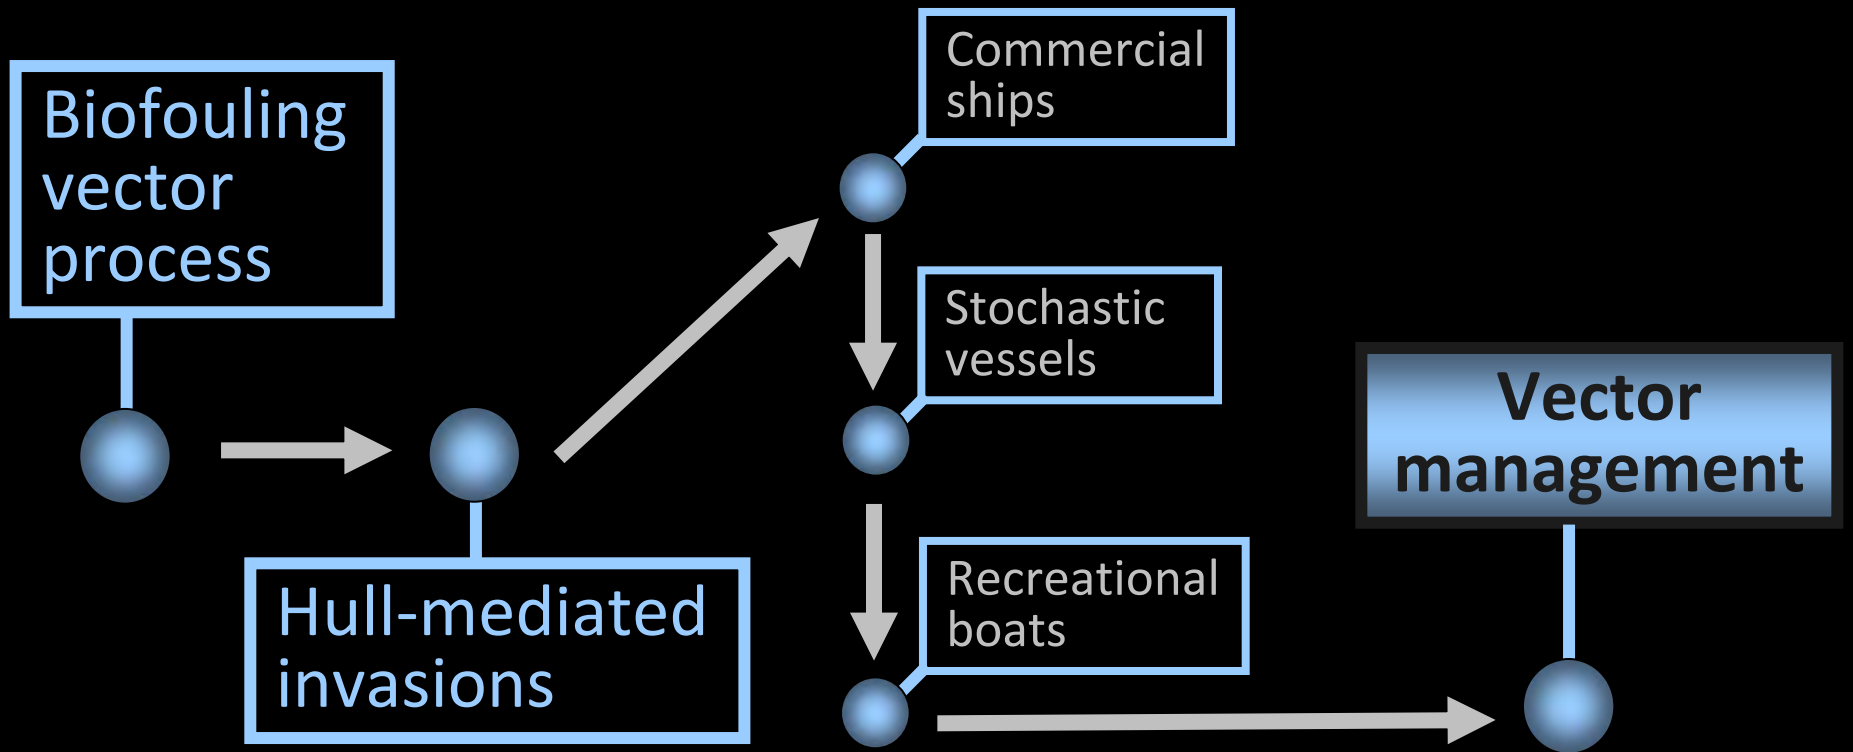 Biofouling
vector
process
Hull-mediated
invasions
Commercial
ships
Stochastic
vessels
Recreational
boats
Vector
management